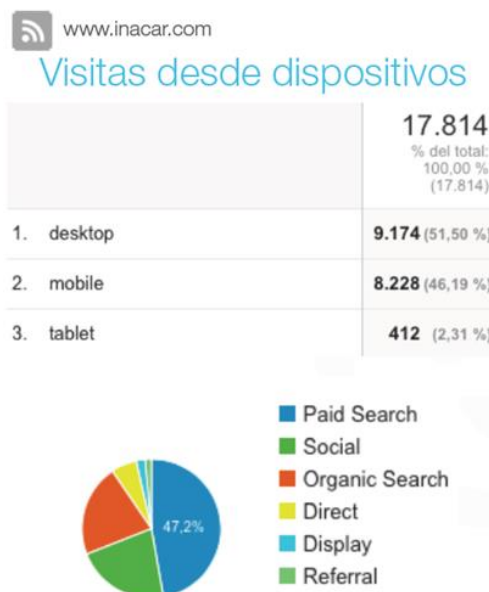 www.inacar.com
Visitas desde dispositivos
17.814
% del total:
100,00 %
(17.814)
1. desktop 9.174 (51,50 %)
2. mobile 8.228 (46,19 %)
3. tablet 412 (2,31 %)
Paid Search
Social
Organic Search
Direct
Display
Referral
47,2%